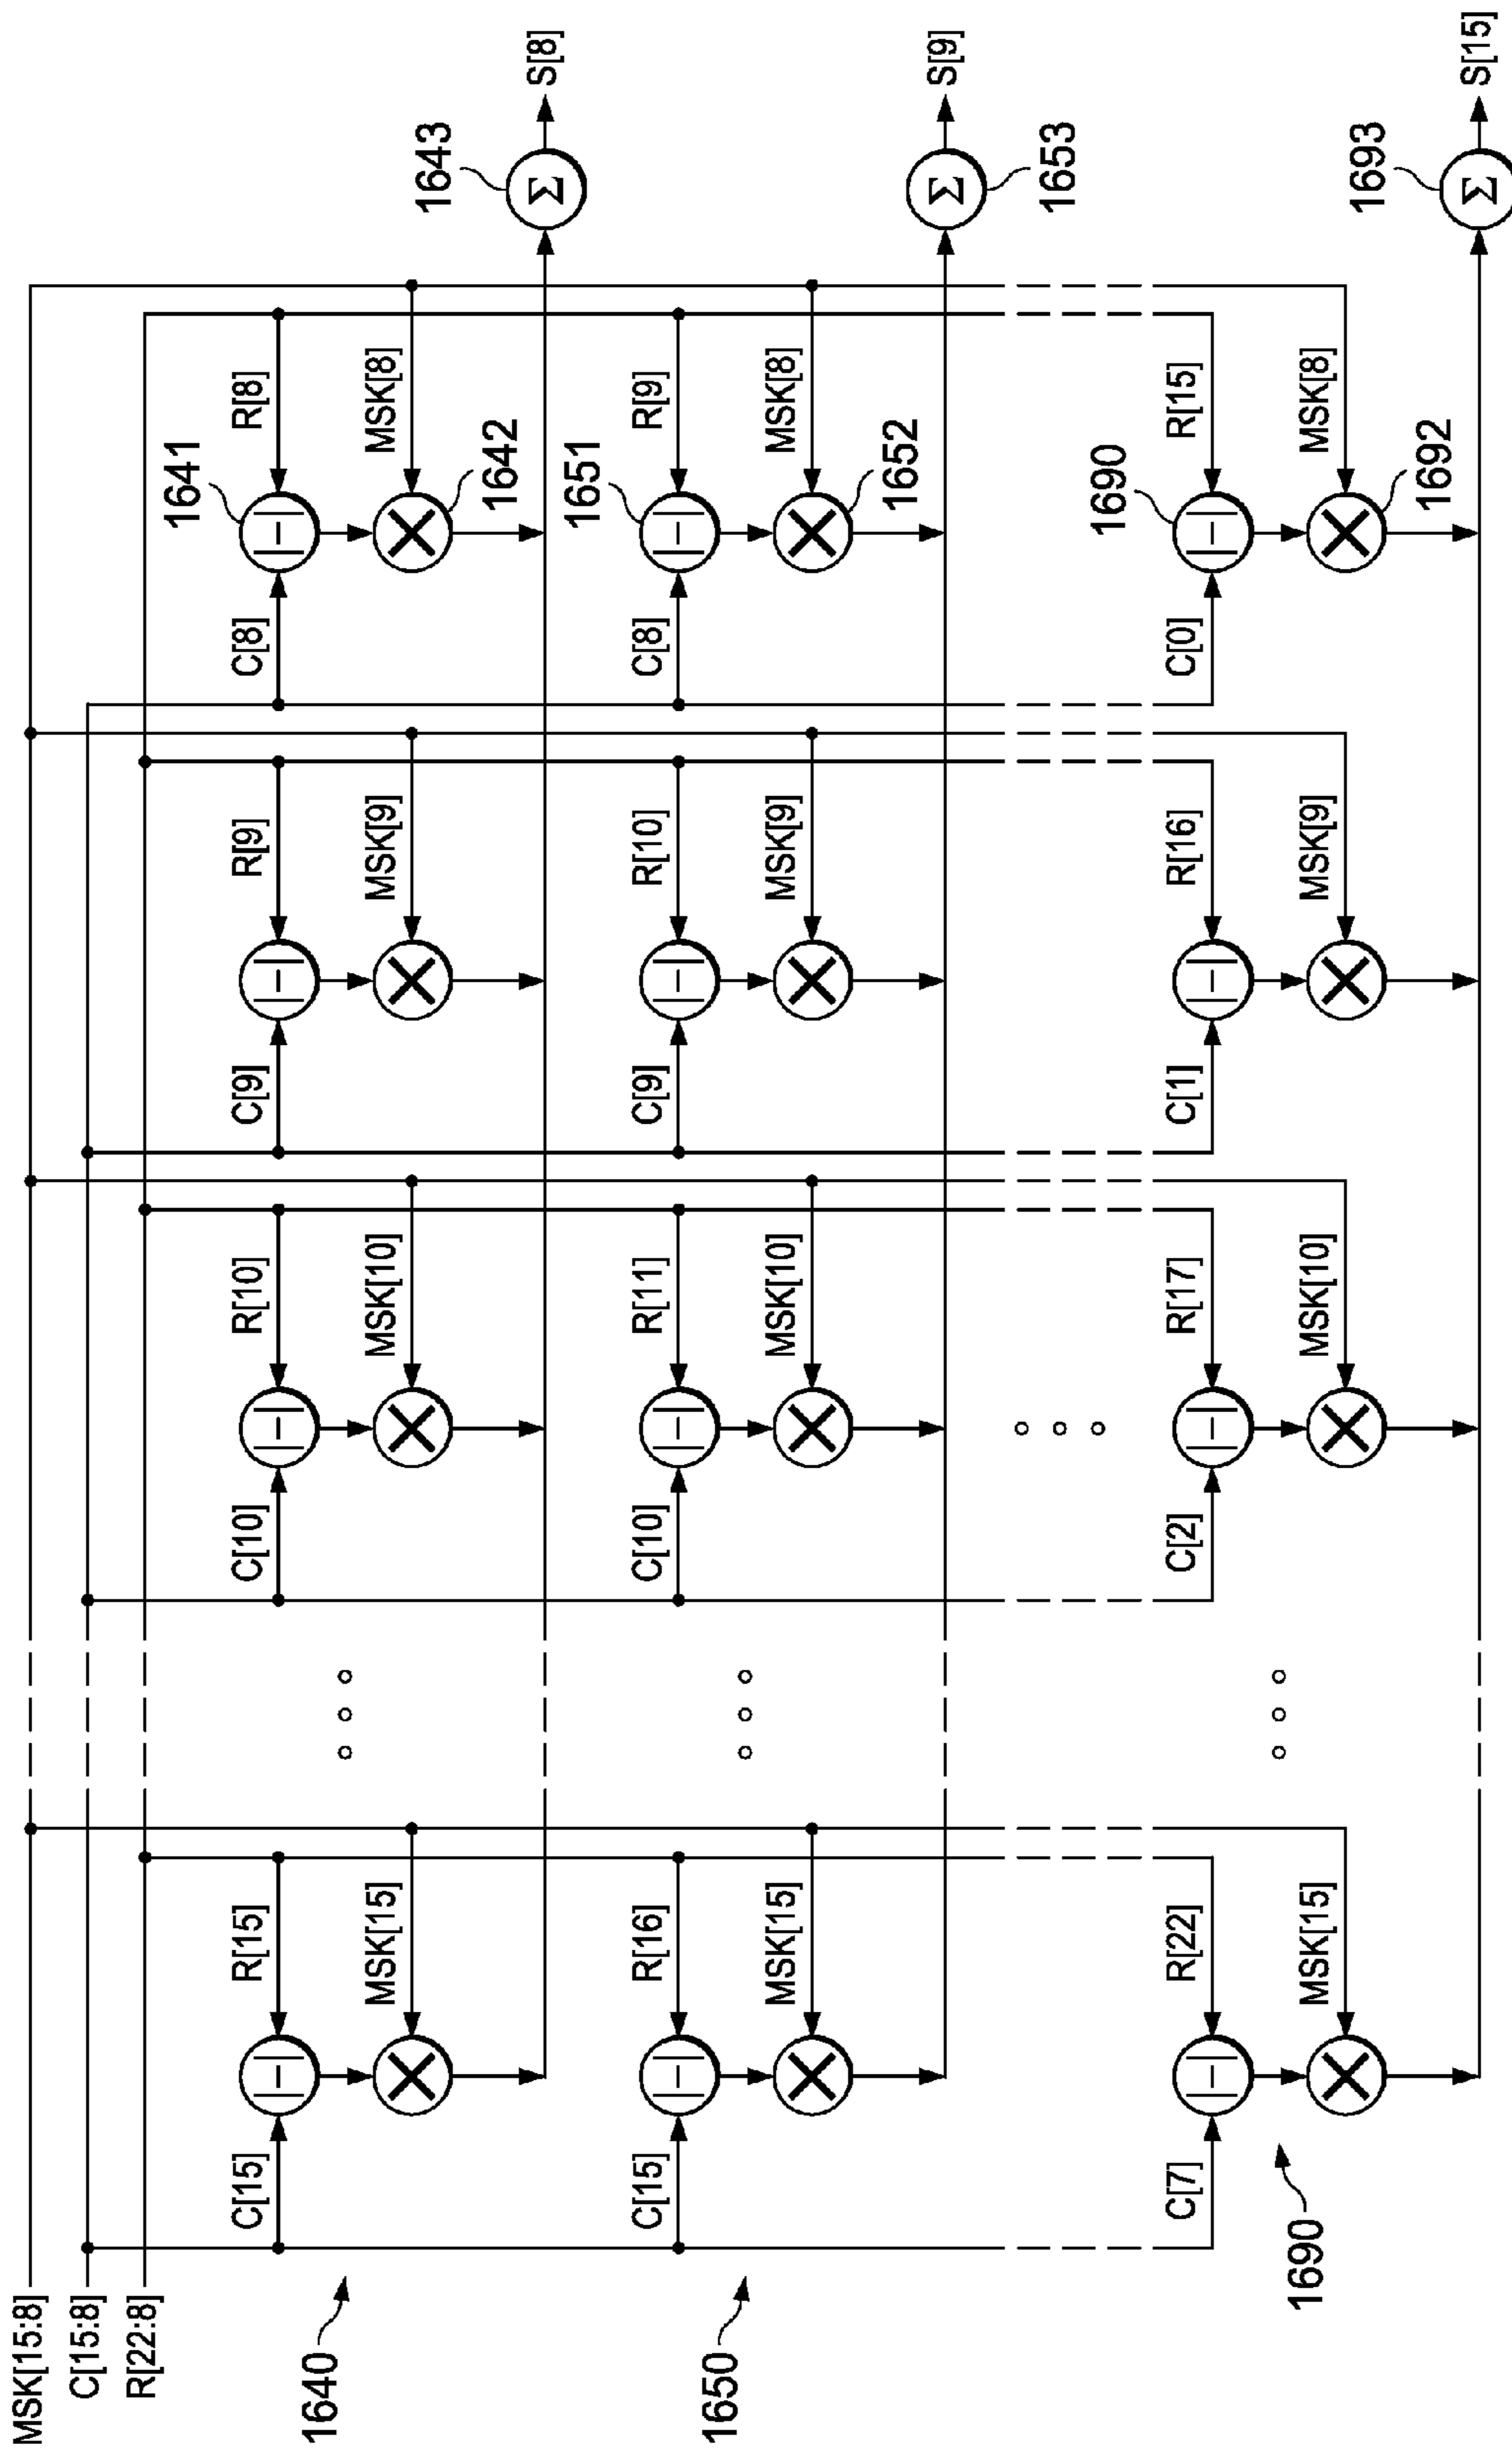 MSK[15:8]
C[15:8]
R[22:8]
1641
C[15] R[15] C[10] R[10] C[9] R[9] C[8] R[8]
1640
MSK[15] MSK[10] MSK[9] MSK[8]
1643
1642
Σ S[8]
1651
C[15] R[16] C[10] R[11] C[9] R[10] C[8] R[9]
1650
MSK[15] MSK[10] MSK[9] MSK[8]
1652
Σ S[9]
1653
1690
C[7] R[22] C[2] R[17] C[1] R[16] C[0] R[15]
1690
MSK[15] MSK[10] MSK[9] MSK[8]
1693
1692
Σ S[15]